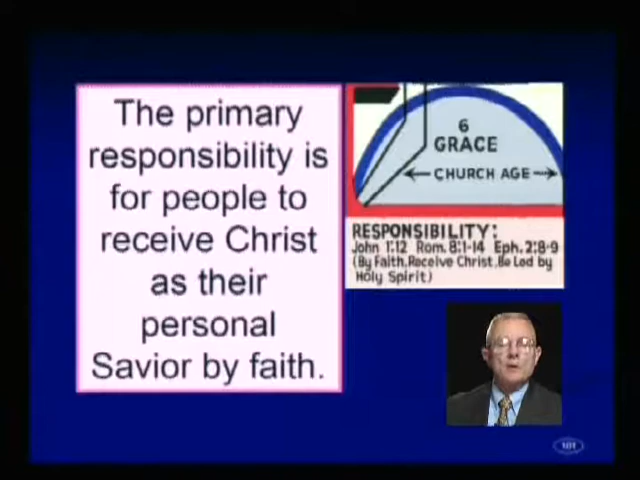 The primary
responsibility is
for people to
receive Christ
as their
personal
Savior by faith.
6
GRACE
CHURCH AGE
RESPONSIBILITY:
John 1:12 Rom. 8:1-14 Eph. 2:8-9
(By Faith, Receive Christ, Be Led by
Holy Spirit)
101